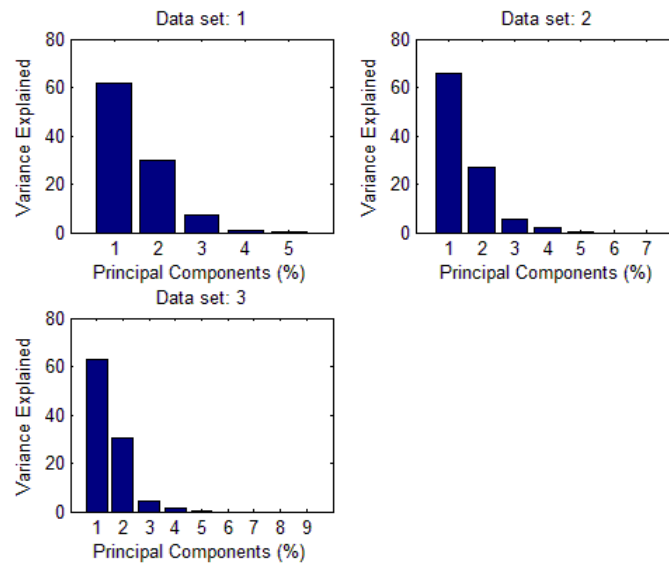 Data set: 1
80
60
40
20
0
Variance Explained
1 2 3 4 5
Principal Components (%)
Data set: 2
80
60
40
20
0
Variance Explained
1 2 3 4 5 6 7
Principal Components (%)
Data set: 3
80
60
40
20
0
Variance Explained
1 2 3 4 5 6 7 8 9
Principal Components (%)